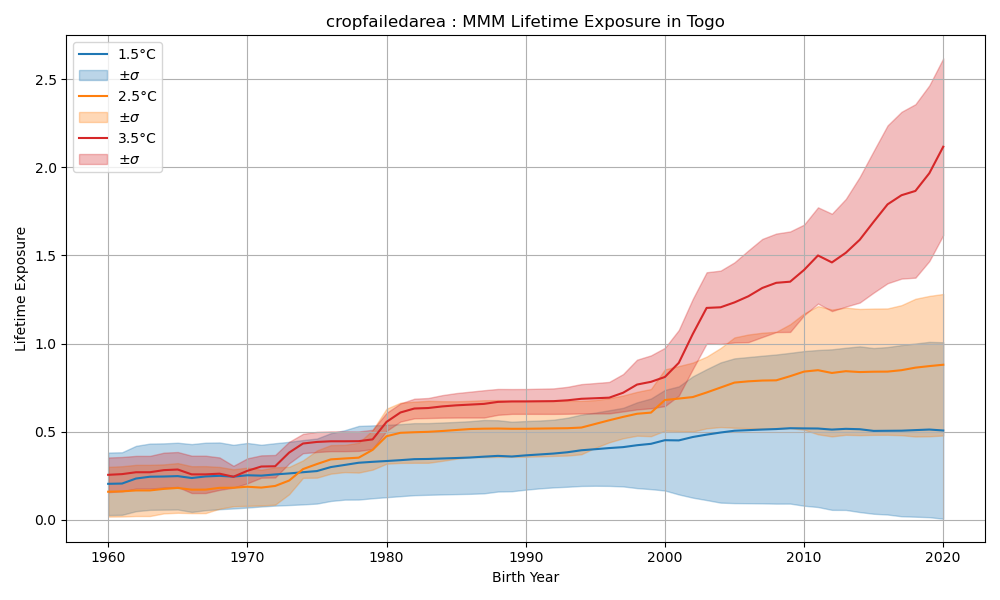 cropfailedarea : MMM Lifetime Exposure in Togo
1.5°C
±σ
2.5°C
±σ
3.5°C
±σ
Lifetime Exposure
2.5
2.0
1.5
1.0
0.5
0.0
1960 1970 1980 1990 2000 2010 2020
Birth Year